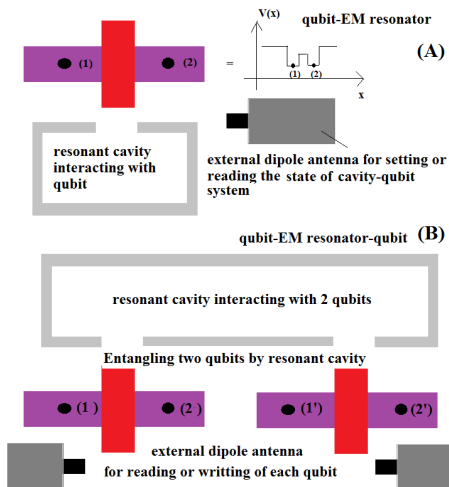 qubit-EM resonator
V(x)
(A)
(1)
(2)
=
(1) (2)
x
resonant cavity
interacting with
qubit
external dipole antenna for setting or
reading the state of cavity-qubit
system
(B)
qubit-EM resonator-qubit
resonant cavity interacting with 2 qubits
Entangling two qubits by resonant cavity
(1 )
(2 )
(1')
(2')
external dipole antenna
for reading or writting of each qubit